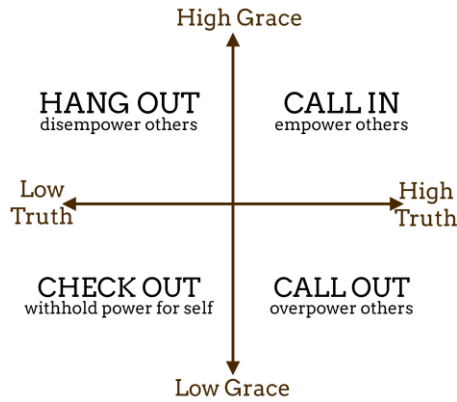 High Grace
HANG OUT
disempower others
CALL IN
empower others
Low
Truth
High
Truth
CHECK OUT
withhold power for self
CALL OUT
overpower others
Low Grace